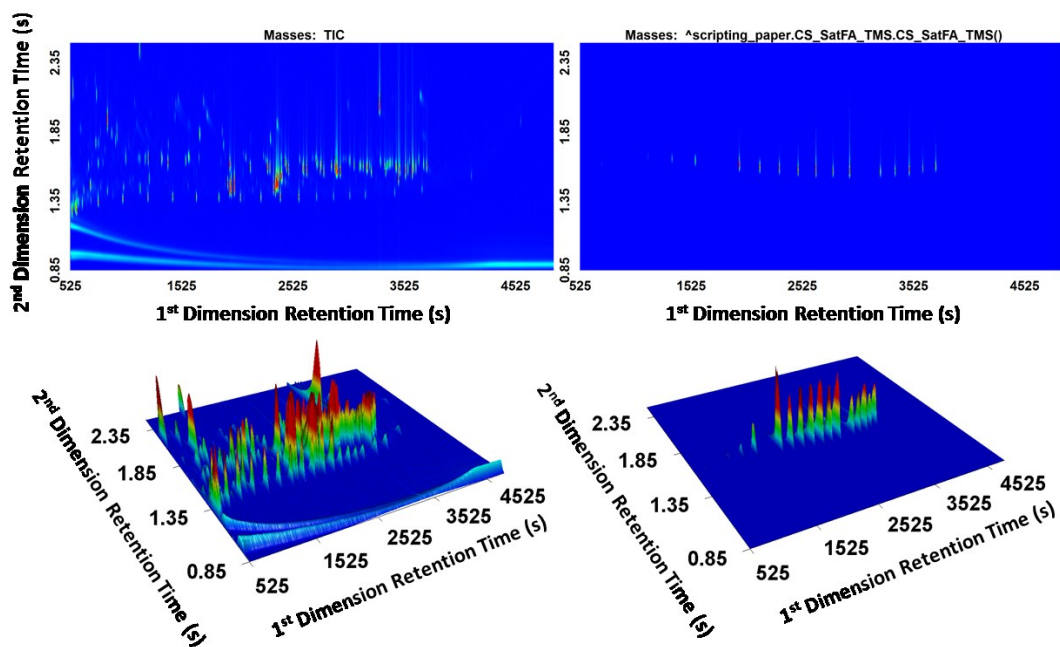 Masses: TIC
2nd Dimension Retention Time (s)
2.35
1.85
1.35
0.85
525 1525 2525 3525 4525
1st Dimension Retention Time (s)
Masses: ^scripting_paper.CS_SatFA_TMS.CS_SatFA_TMS()
2.35
1.85
1.35
0.85
525 1525 2525 3525 4525
1st Dimension Retention Time (s)
2nd Dimension Retention Time (s)
2.35
1.85
1.35
0.85
525
1525
2525
3525
4525
1st Dimension Retention Time (s)
2nd Dimension Retention Time (s)
2.35
1.85
1.35
0.85
525
1525
2525
3525
4525
1st Dimension Retention Time (s)